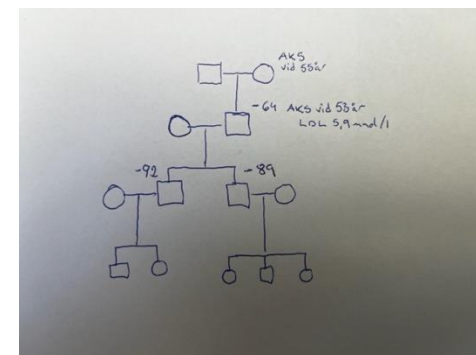 AKS
vid 55år
-64 AKS vid 53år
LDL 5,9 mmol/l
-92
-89